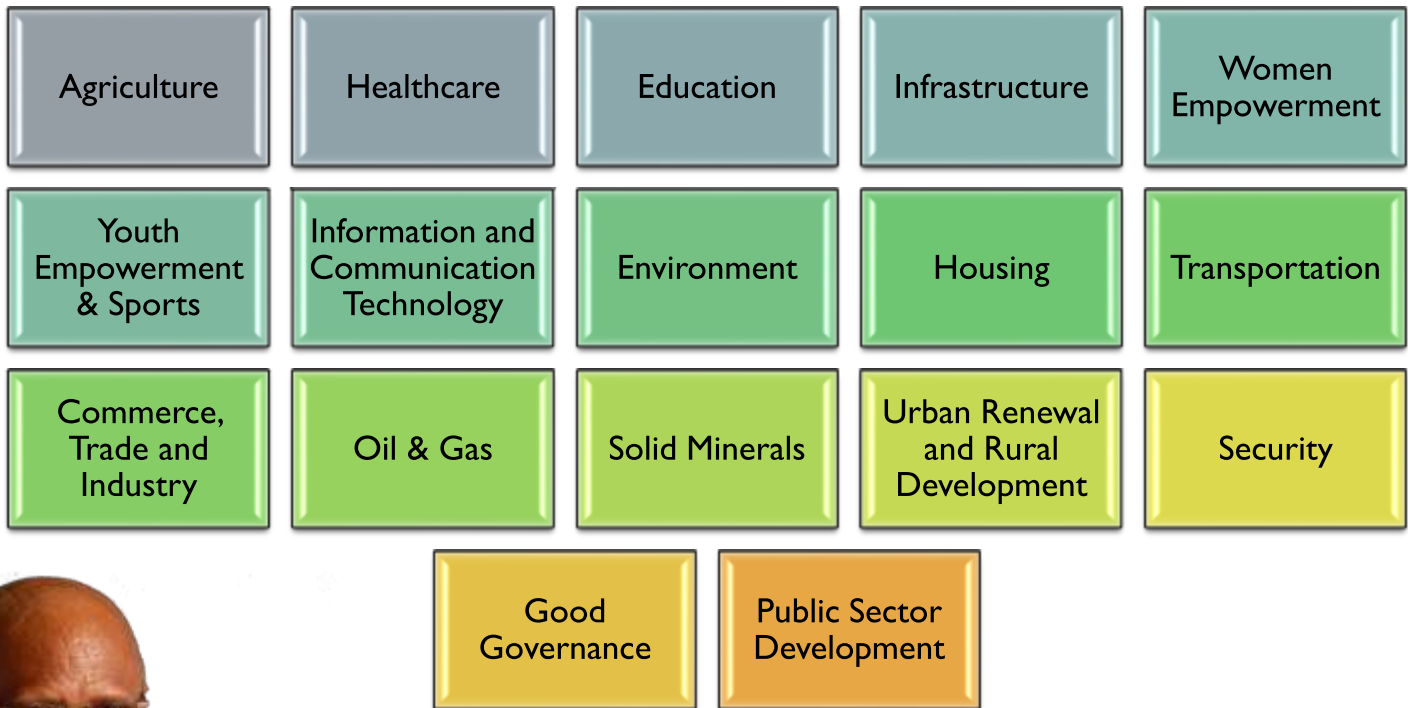 Agriculture
Healthcare
Education
Infrastructure
Women
Empowerment
Youth
Empowerment
& Sports
Information and
Communication
Technology
Environment
Housing
Transportation
Commerce,
Trade and
Industry
Oil & Gas
Solid Minerals
Urban Renewal
and Rural
Development
Security
Good
Governance
Public Sector
Development